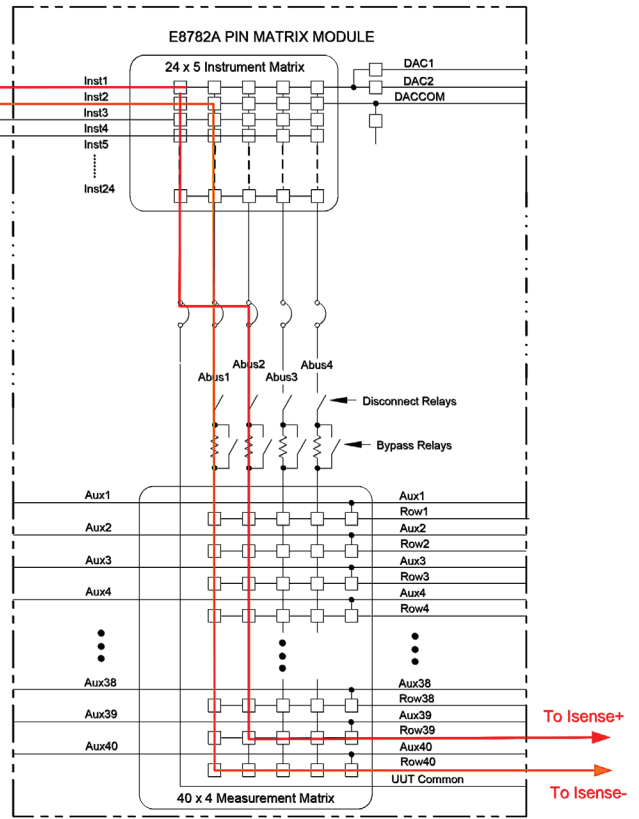 E8782A PIN MATRIX MODULE
24 x 5 Instrument Matrix
DAC1
Inst1
DAC2
Inst2
DACCOM
Inst3
Inst4
Inst5
Inst24
Abus2
Abus4
Abus1
Abus3
Disconnect Relays
Bypass Relays
Aux1
Aux1
Row1
Aux2
Aux2
Row2
Aux3
Aux3
Row3
Aux4
Aux4
Row4
Aux38
Aux38
Row38
Aux39
Aux39
To Isense+
Row39
Aux40
Aux40
Row40
UUT Common
To Isense-
40 x 4 Measurement Matrix